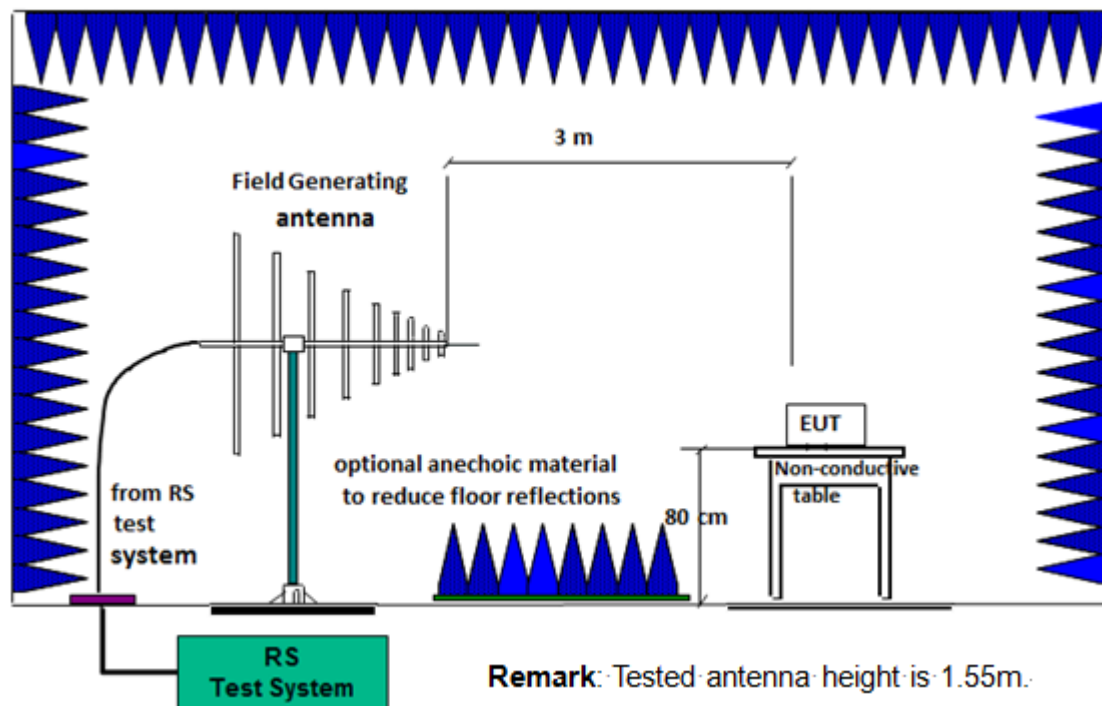 3 m
Field Generating
antenna
EUT
Non-conductive
table
optional anechoic material
to reduce floor reflections
80 cm
from RS
test
system
RS
Test System
Remark: Tested antenna height is 1.55m.